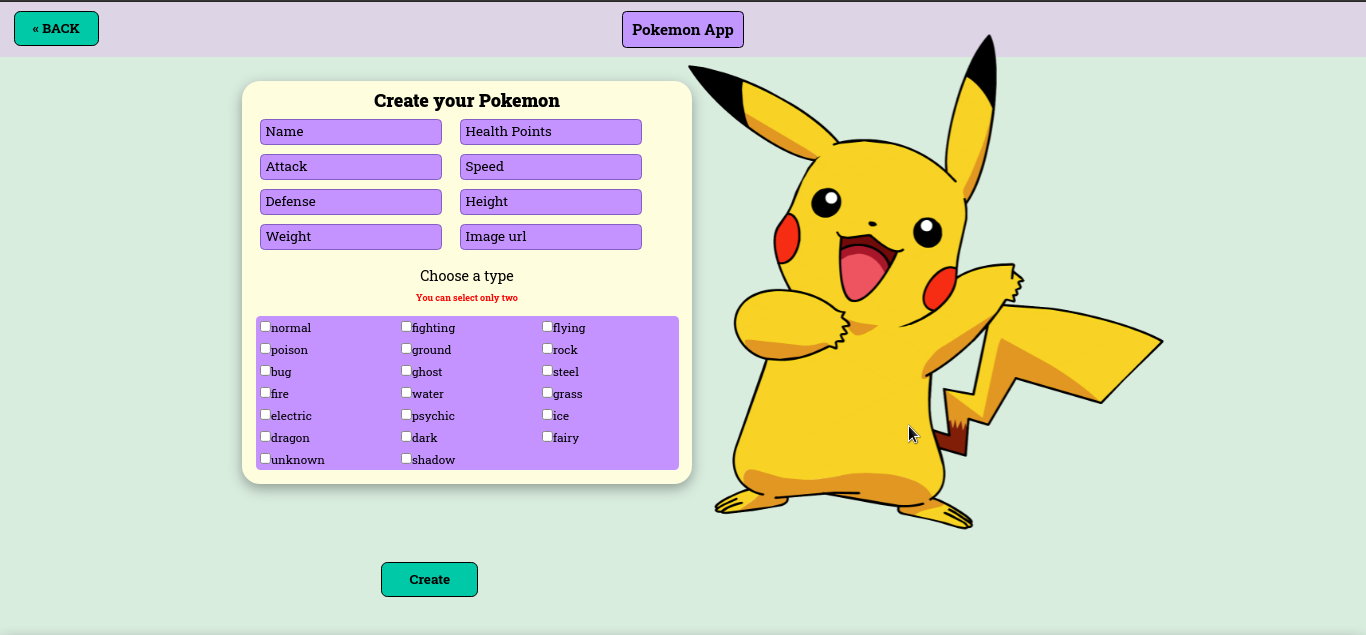 « BACK
Pokemon App
Create your Pokemon
Name Health Points
Attack Speed
Defense Height
Weight Image url
Choose a type
You can select only two
normal fighting flying
poison ground rock
bug ghost steel
fire water grass
electric psychic ice
dragon dark fairy
unknown shadow
Create